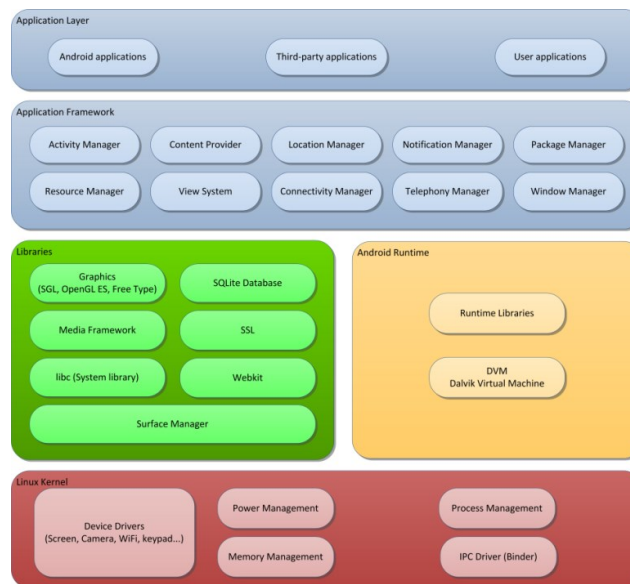 Application Layer
Android applications
Third-party applications
User applications
Application Framework
Activity Manager
Content Provider
Location Manager
Notification Manager
Package Manager
Resource Manager
View System
Connectivity Manager
Telephony Manager
Window Manager
Libraries
Graphics
(SGL, OpenGL ES, Free Type)
SQLite Database
Media Framework
SSL
libc (System library)
Webkit
Surface Manager
Android Runtime
Runtime Libraries
DVM
Dalvik Virtual Machine
Linux Kernel
Device Drivers
(Screen, Camera, WiFi, keypad...)
Power Management
Process Management
Memory Management
IPC Driver (Binder)